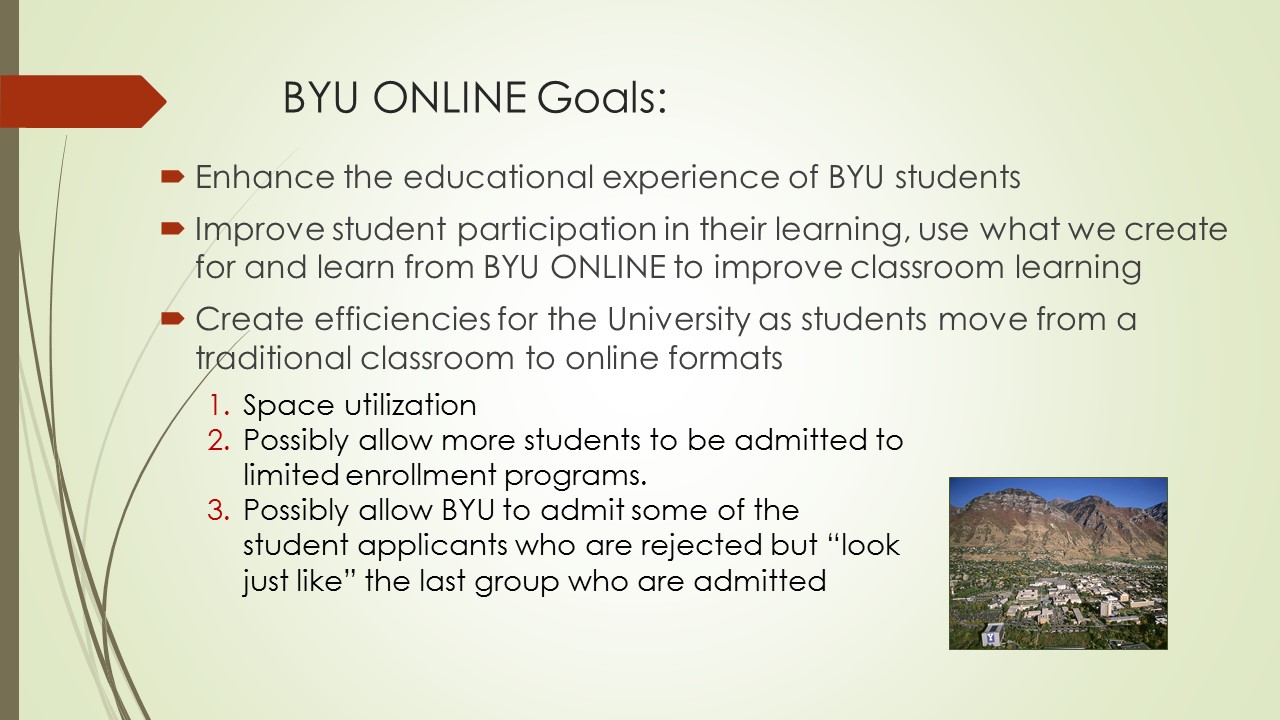 BYU ONLINE Goals:
Enhance the educational experience of BYU students
Improve student participation in their learning, use what we create
for and learn from BYU ONLINE to improve classroom learning
Create efficiencies for the University as students move from a
traditional classroom to online formats
1. Space utilization
2. Possibly allow more students to be admitted to
limited enrollment programs.
3. Possibly allow BYU to admit some of the
student applicants who are rejected but “look
just like” the last group who are admitted
Y